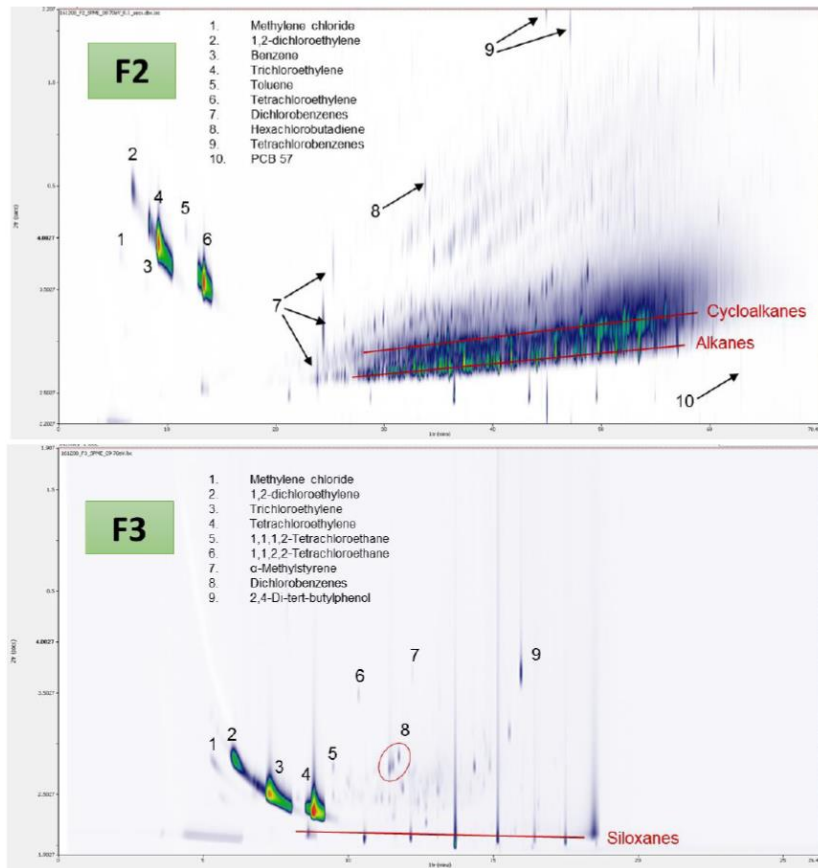 F2
1. Methylene chloride
2. 1,2-dichloroethylene
3. Benzene
4. Trichloroethylene
5. Toluene
6. Tetrachloroethylene
7. Dichlorobenzenes
8. Hexachlorobutadiene
9. Tetrachlorobenzenes
10. PCB 57
9
2
4
5
8
1
6
3
7
Cycloalkanes
Alkanes
10
F3
1. Methylene chloride
2. 1,2-dichloroethylene
3. Trichloroethylene
4. Tetrachloroethylene
5. 1,1,1,2-Tetrachloroethane
6. 1,1,2,2-Tetrachloroethane
7. α-Methylstyrene
8. Dichlorobenzenes
9. 2,4-Di-tert-butylphenol
7
9
6
8
1
2
3
4
5
Siloxanes